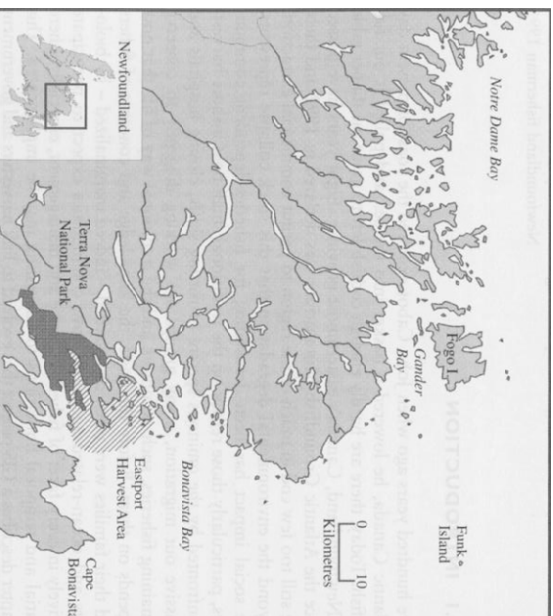 Notre Dame Bay
Fogo I.
Gander
Bay
Funk
Island
0 10
Kilometres
Newfoundland
Terra Nova
National Park
Bonavista Bay
Eastport
Harvest Area
Cape
Bonavista